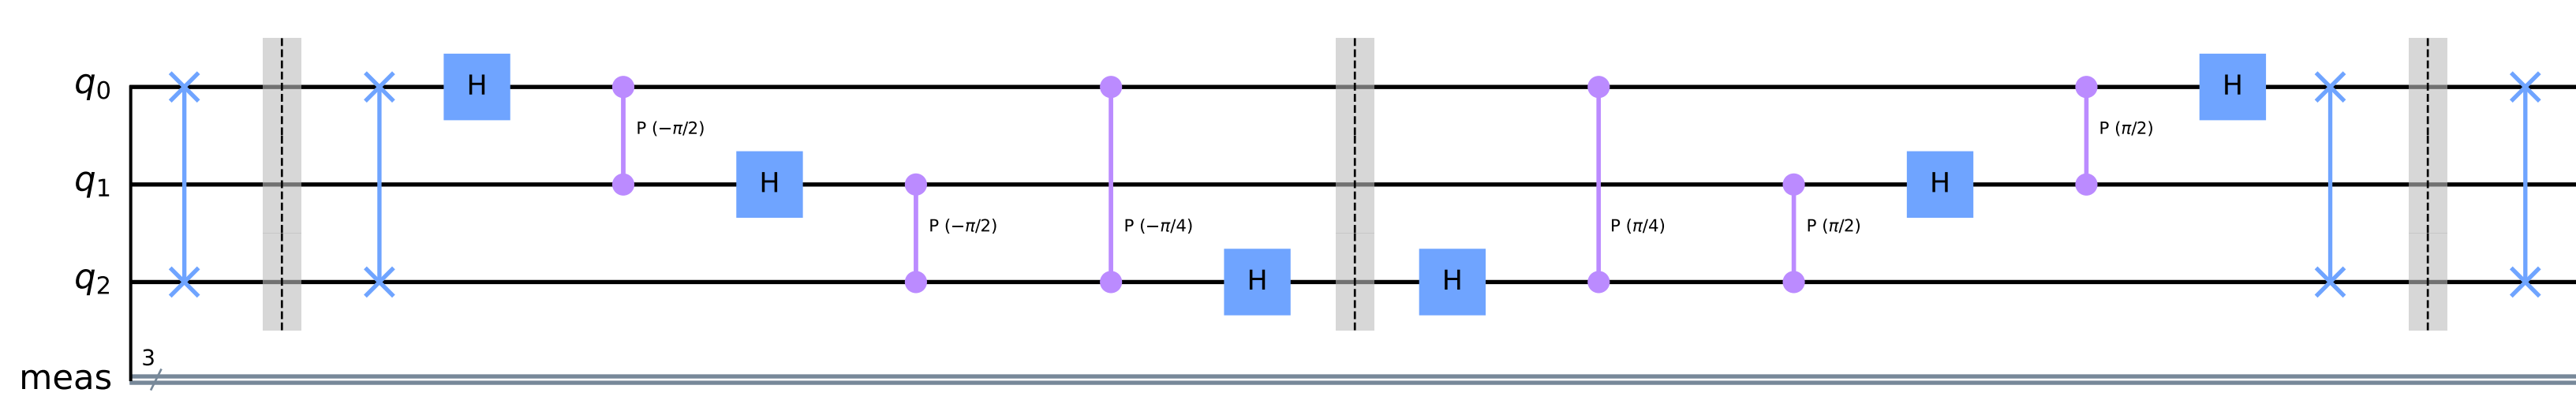 q0 H P (−π/2) P (π/2) H
q1 H P (−π/2) P (−π/4) P (π/4) P (π/2) H
q2 H H
3
meas